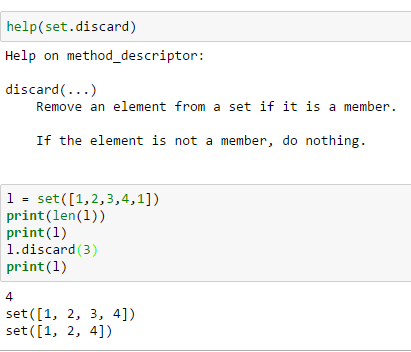 help(set.discard)
Help on method_descriptor:
discard(...)
    Remove an element from a set if it is a member.
    If the element is not a member, do nothing.
l = set([1,2,3,4,1])
print(len(l))
print(l)
l.discard(3)
print(l)
4
set([1, 2, 3, 4])
set([1, 2, 4])